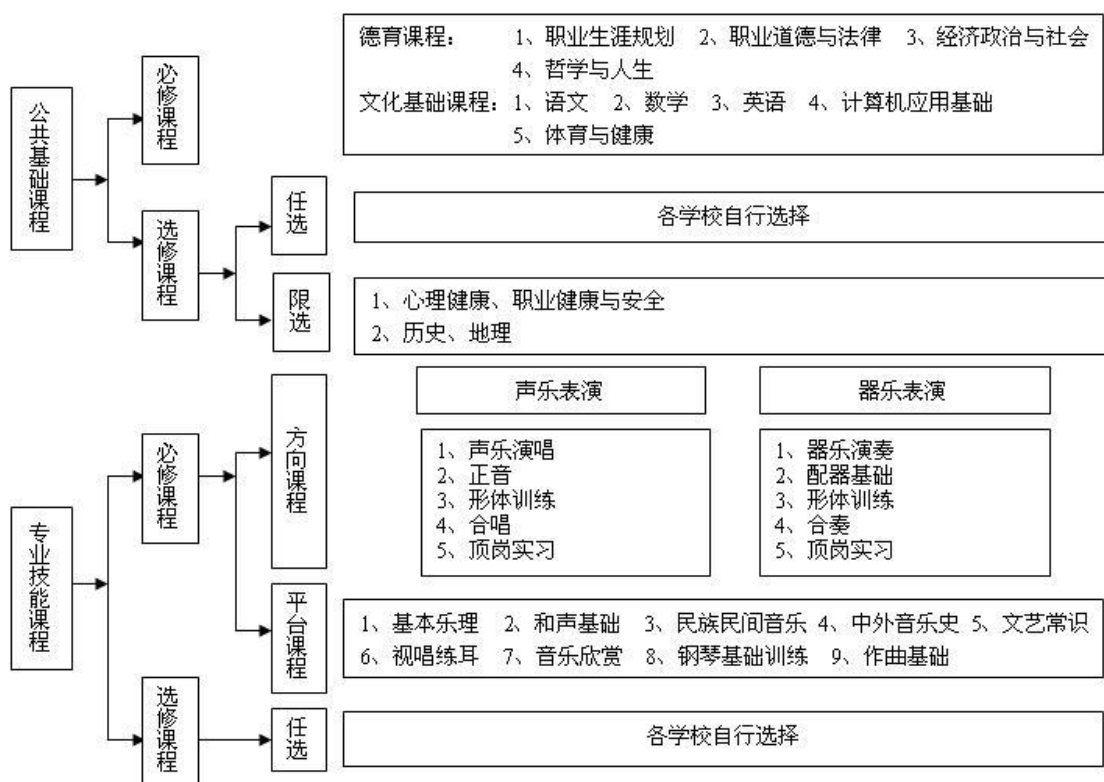 公共基础课程
必修课程
德育课程: 1、职业生涯规划 2、职业道德与法律 3、经济政治与社会
4、哲学与人生
文化基础课程: 1、语文 2、数学 3、英语 4、计算机应用基础
5、体育与健康
选修课程
任选
各学校自行选择
限选
1、心理健康、职业健康与安全
2、历史、地理
专业技能课程
必修课程
方向课程
声乐表演
1、声乐演唱
2、正音
3、形体训练
4、合唱
5、顶岗实习
器乐表演
1、器乐演奏
2、配器基础
3、形体训练
4、合奏
5、顶岗实习
平台课程
1、基本乐理 2、和声基础 3、民族民间音乐 4、中外音乐史 5、文艺常识
6、视唱练耳 7、音乐欣赏 8、钢琴基础训练 9、作曲基础
选修课程
任选
各学校自行选择